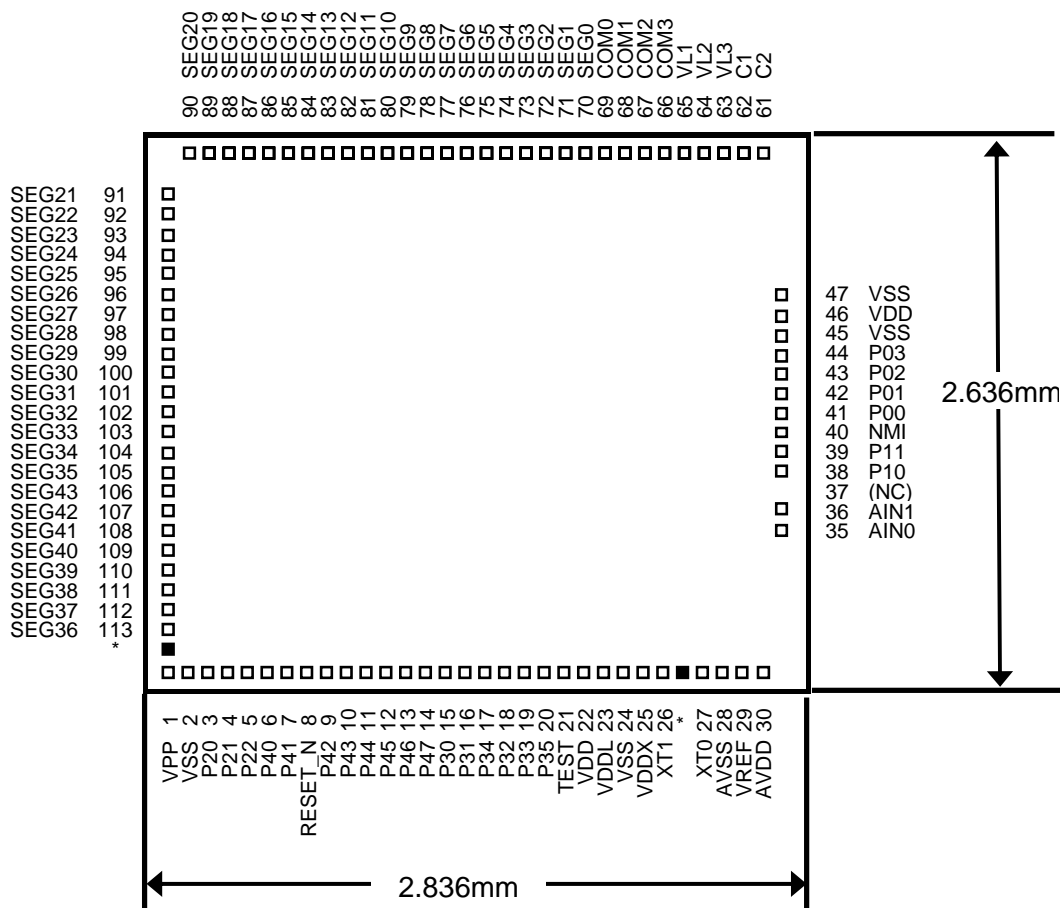 90 SEG20
89 SEG19
88 SEG18
87 SEG17
86 SEG16
85 SEG15
84 SEG14
83 SEG13
82 SEG12
81 SEG11
80 SEG10
79 SEG9
78 SEG8
77 SEG7
76 SEG6
75 SEG5
74 SEG4
73 SEG3
72 SEG2
71 SEG1
70 SEG0
69 COM0
68 COM1
67 COM2
66 COM3
65 VL1
64 VL2
63 VL3
62 C1
61 C2
SEG21 91
SEG22 92
SEG23 93
SEG24 94
SEG25 95
SEG26 96
SEG27 97
SEG28 98
SEG29 99
SEG30 100
SEG31 101
SEG32 102
SEG33 103
SEG34 104
SEG35 105
SEG43 106
SEG42 107
SEG41 108
SEG40 109
SEG39 110
SEG38 111
SEG37 112
SEG36 113
*
47 VSS
46 VDD
45 VSS
44 P03
43 P02
42 P01
41 P00
40 NMI
39 P11
38 P10
37 (NC)
36 AIN1
35 AIN0
2.636mm
VPP 1
VSS 2
P20 3
P21 4
P22 5
P40 6
P41 7
RESET_N 8
P42 9
P43 10
P44 11
P45 12
P46 13
P47 14
P30 15
P31 16
P34 17
P32 18
P33 19
P35 20
TEST 21
VDD 22
VDDL 23
VSS 24
VDDX 25
XT1 26
*
XT0 27
AVSS 28
VREF 29
AVDD 30
2.836mm